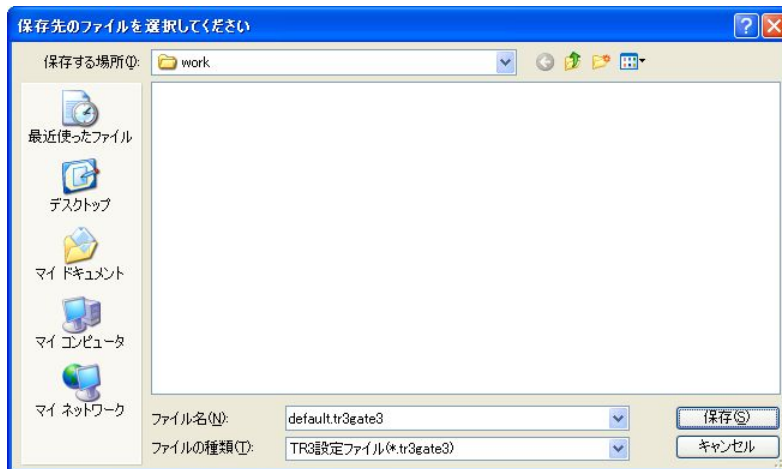 保存先のファイルを選択してください
保存する場所(I):
work
最近使ったファイル
デスクトップ
マイ ドキュメント
マイ コンピュータ
マイ ネットワーク
ファイル名(N):
default.tr3gate3
保存(S)
ファイルの種類(T):
TR3設定ファイル(*.tr3gate3)
キャンセル